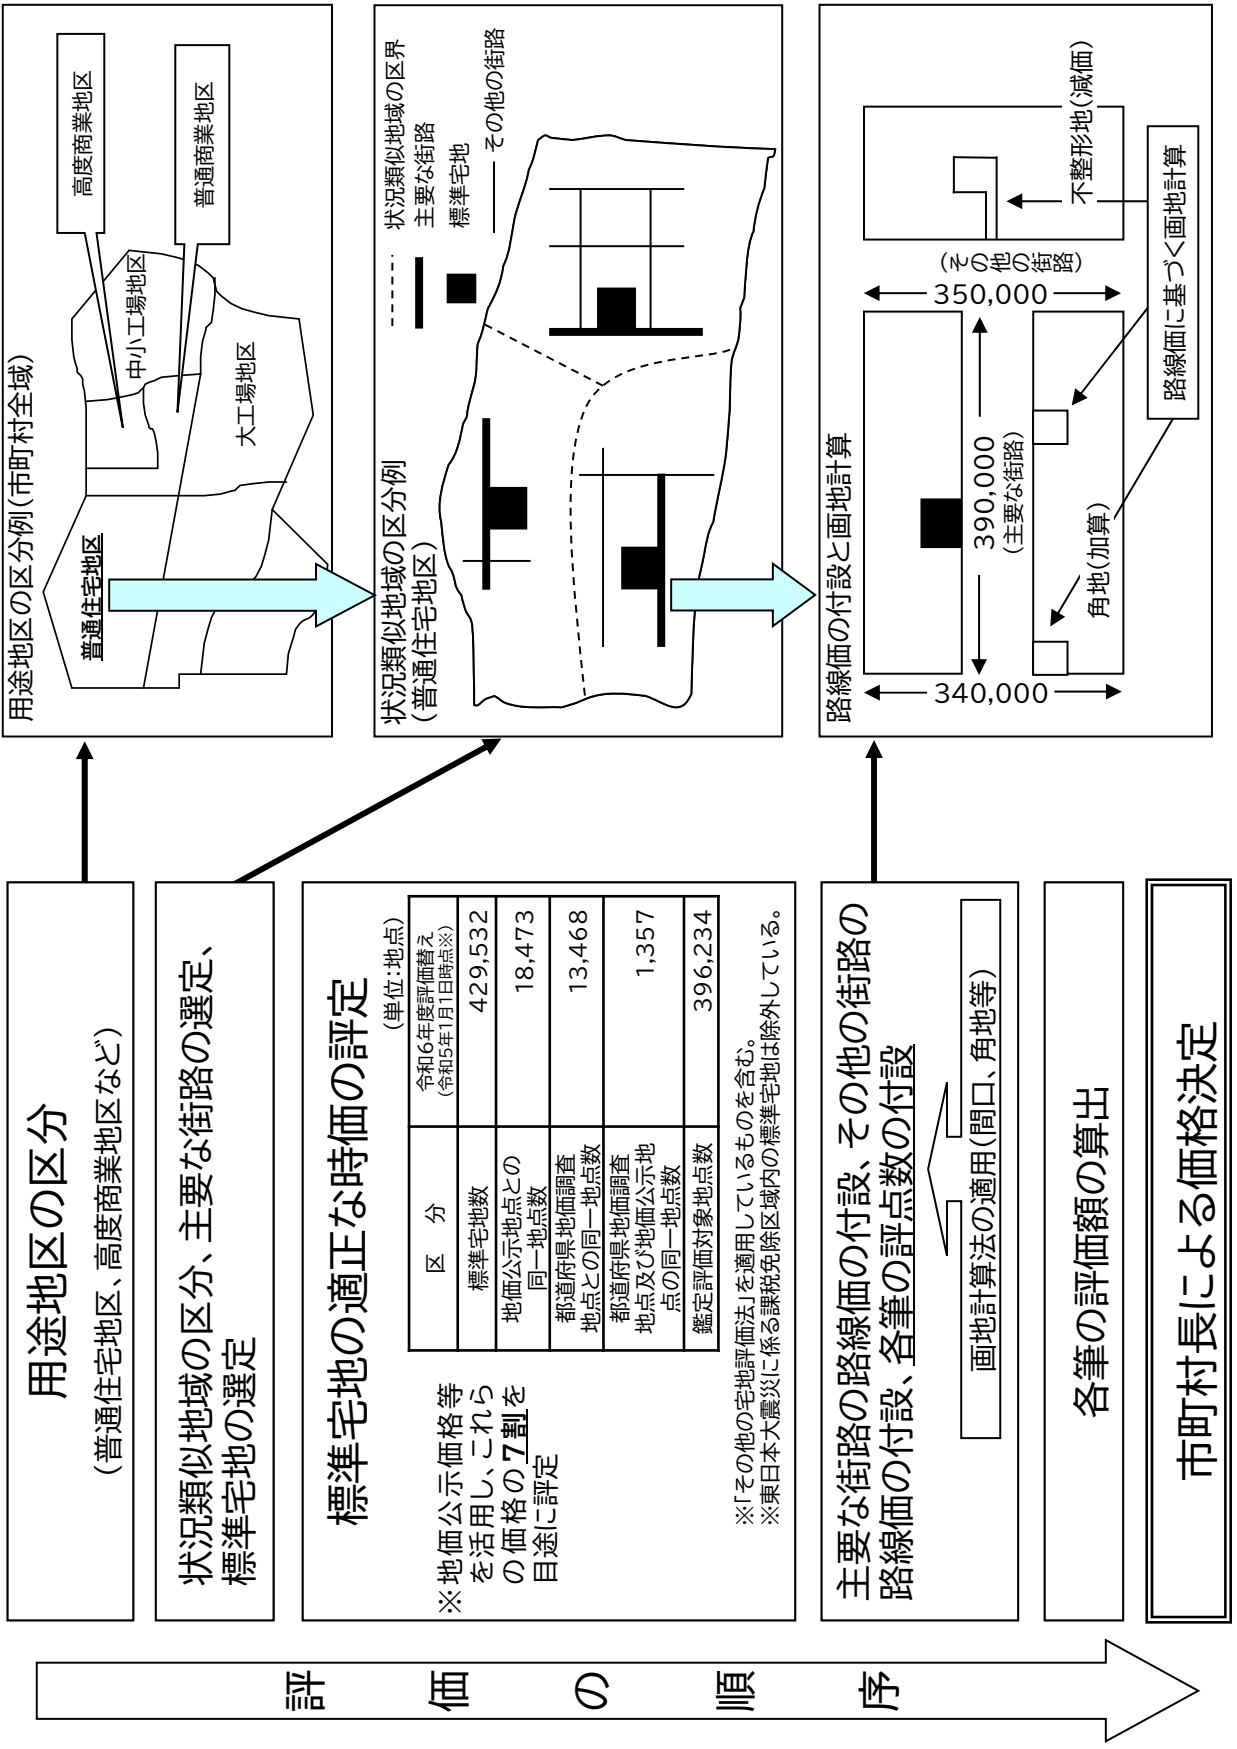 評価の順序
用途地区の区分
(普通住宅地区、高度商業地区など)
状況類似地域の区分、主要な街路の選定、
標準宅地の選定
標準宅地の適正な時価の評定
※地価公示価格等
を活用し、これら
の価格の7割を
目途に評定
(単位:地点)
区 分
令和6年度評価替え
(令和5年1月1日時点※)
標準宅地数
429,532
地価公示地点との
同一地点数
18,473
都道府県地価調査
地点との同一地点数
13,468
都道府県地価調査
地点及び地価公示地
点の同一地点数
1,357
鑑定評価対象地点数
396,234
※「その他の宅地評価法」を適用しているものを含む。
※東日本大震災に係る課税免除区域内の標準宅地は除外している。
主要な街路の路線価の付設、その他の街路の
路線価の付設、各筆の評点数の付設
画地計算法の適用(間口、角地等)
各筆の評価額の算出
市町村長による価格決定
用途地区の区分例(市町村全域)
高度商業地区
普通商業地区
中小工場地区
大工場地区
普通住宅地区
状況類似地域の区分例
(普通住宅地区)
状況類似地域の区界
主要な街路
標準宅地
その他の街路
路線価の付設と画地計算
340,000
390,000
(主要な街路)
350,000
(その他の街路)
角地(加算)
不整形地(減価)
路線価に基づく画地計算